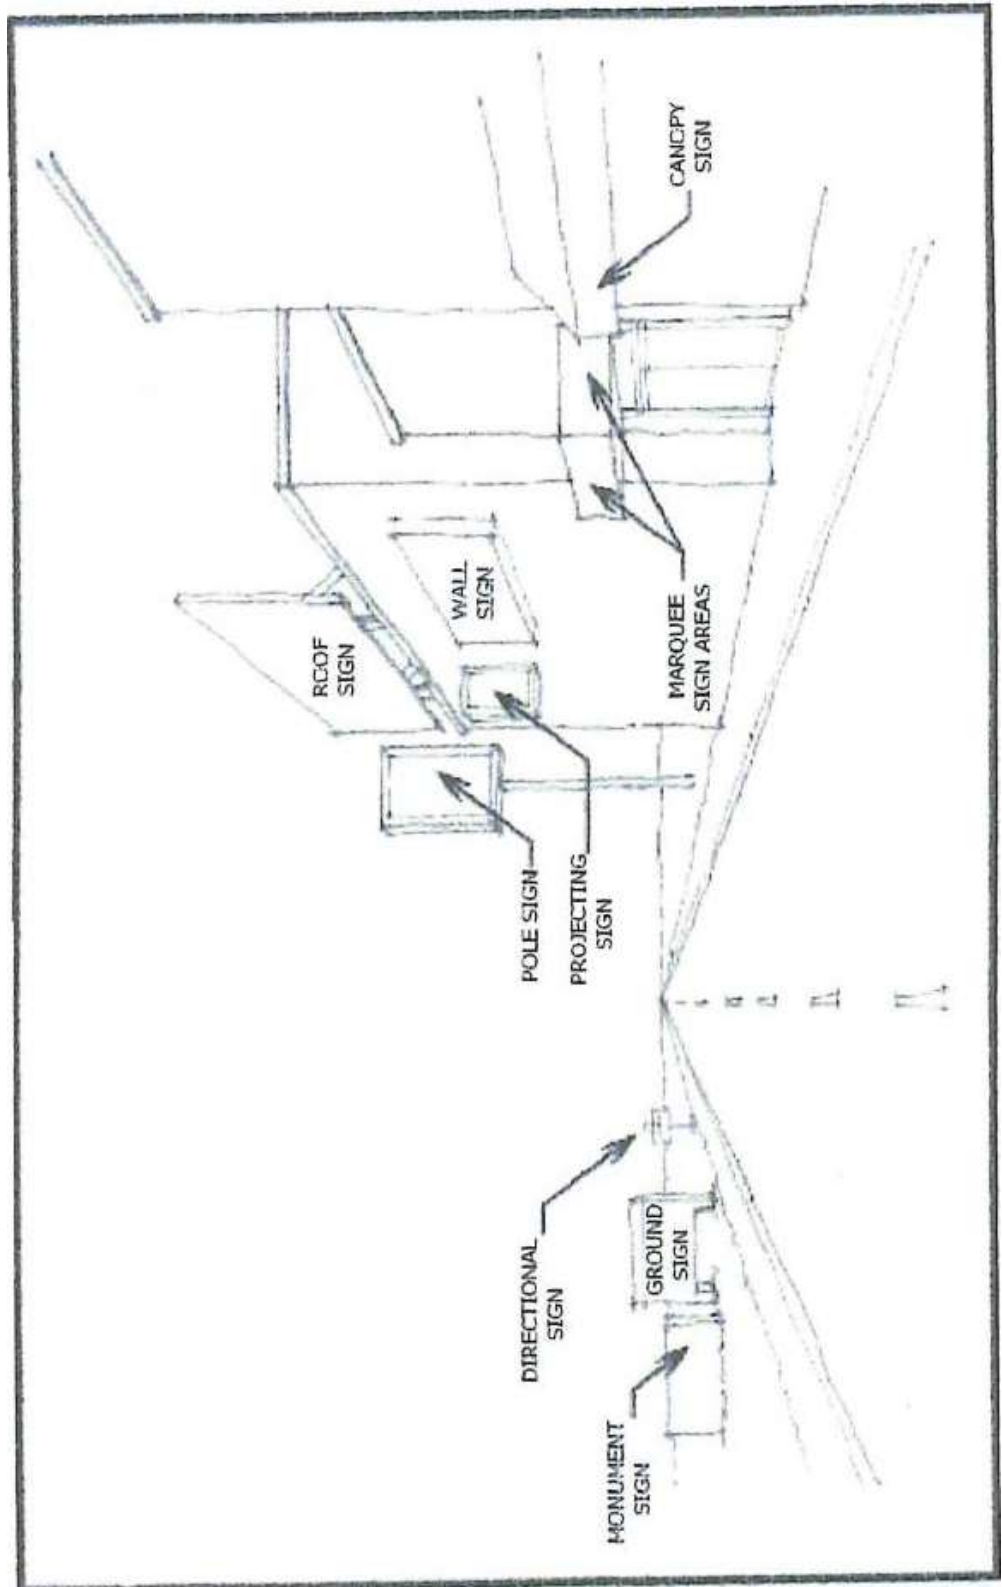 ROOF
SIGN
WALL
SIGN
CANOPY
SIGN
POLE SIGN
PROJECTING
SIGN
DIRECTIONAL
SIGN
GROUND
SIGN
MONUMENT
SIGN
MARQUEE
SIGN AREAS